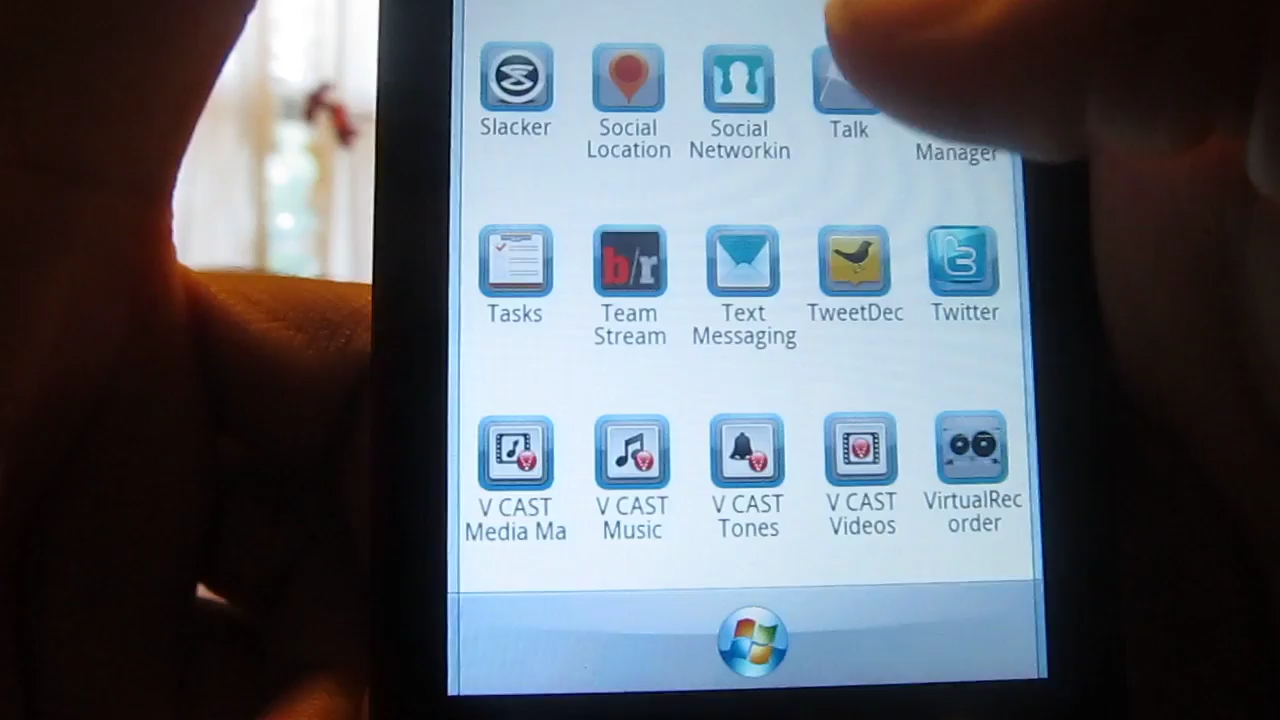 Slacker
Social
Location
Social
Networkin
Talk
Manager
Tasks
b/r
Team
Stream
Text
Messaging
TweetDec
Twitter
V CAST
Media Ma
V CAST
Music
V CAST
Tones
V CAST
Videos
VirtualRec
order